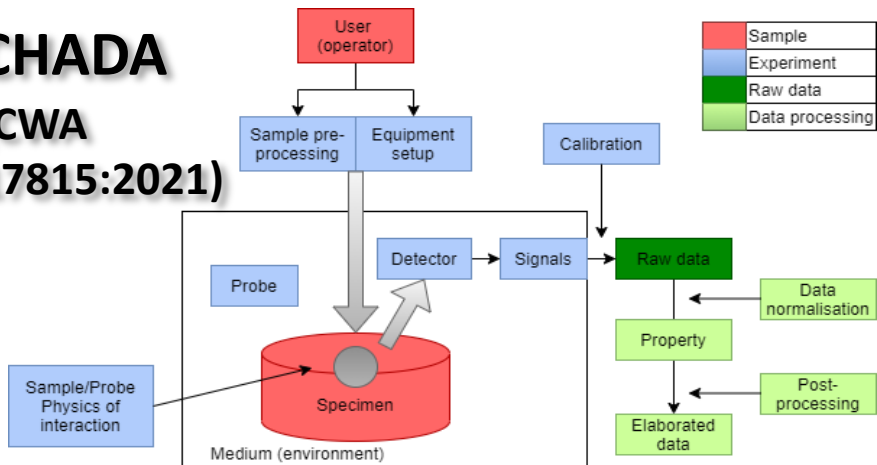 CHADA
CWA
7815:2021)
User
(operator)
Sample pre-
processing
Equipment
setup
Calibration
Sample
Experiment
Raw data
Data processing
Probe
Detector
Signals
Raw data
Data
normalisation
Property
Post-
processing
Elaborated
data
Sample/Probe
Physics of
interaction
Specimen
Medium (environment)